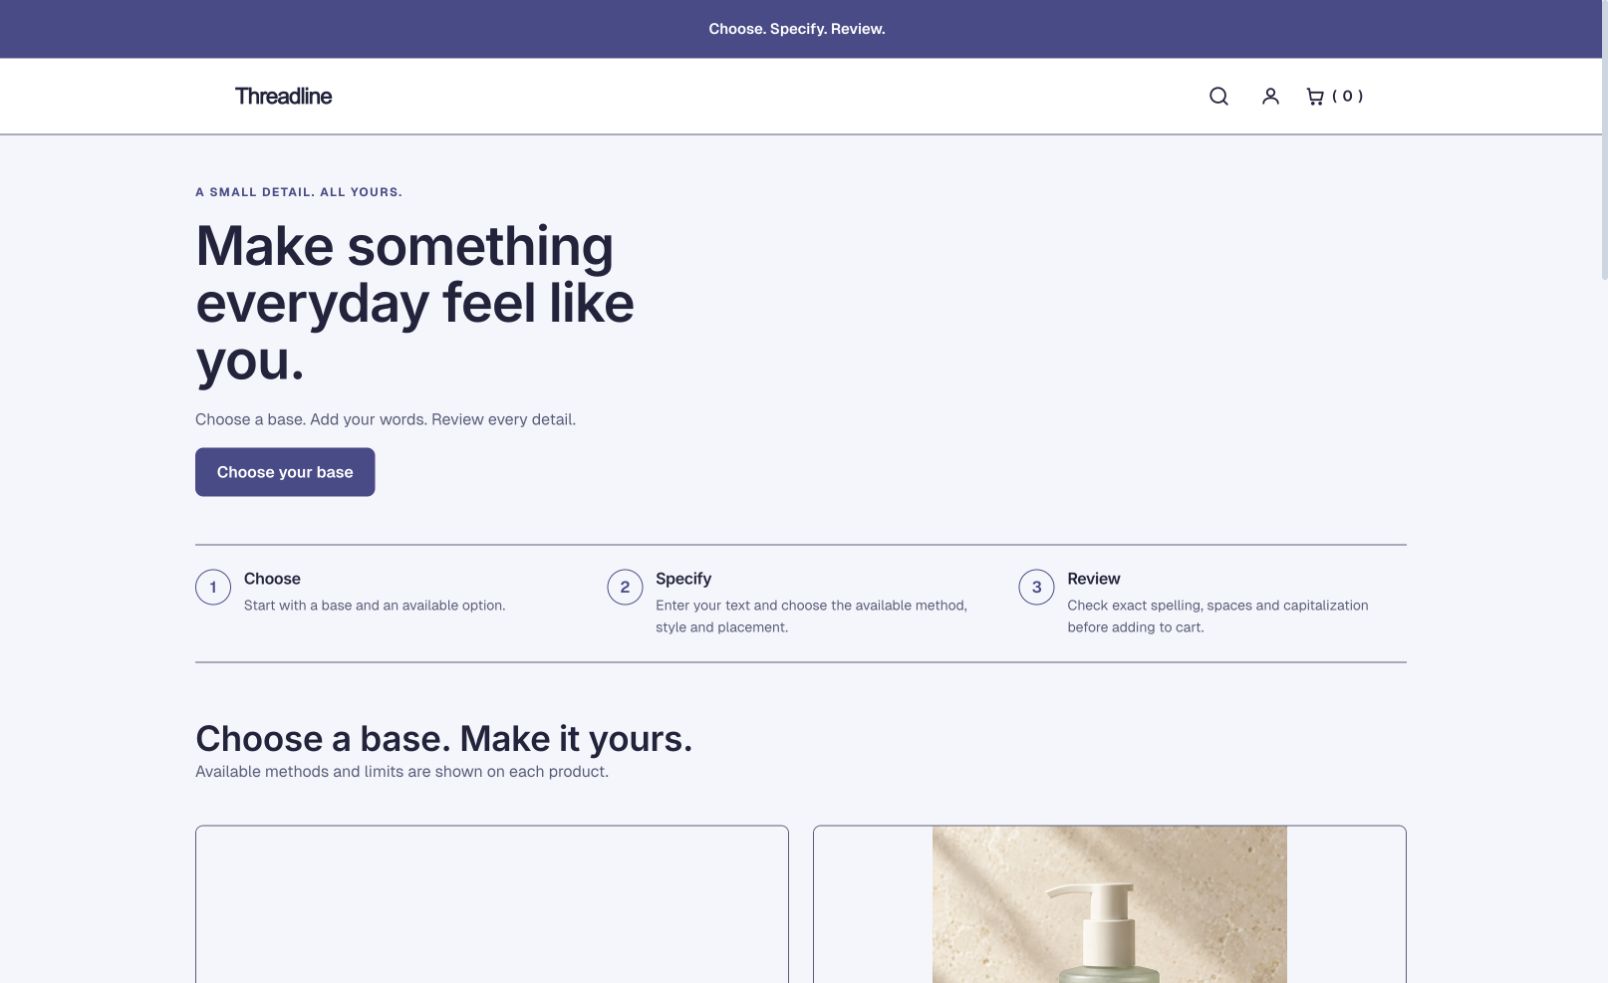 Choose. Specify. Review.
Threadline
( 0 )
A SMALL DETAIL. ALL YOURS.
Make something
everyday feel like
you.
Choose a base. Add your words. Review every detail.
Choose your base
1
Choose
Start with a base and an available option.
2
Specify
Enter your text and choose the available method,
style and placement.
3
Review
Check exact spelling, spaces and capitalization
before adding to cart.
Choose a base. Make it yours.
Available methods and limits are shown on each product.